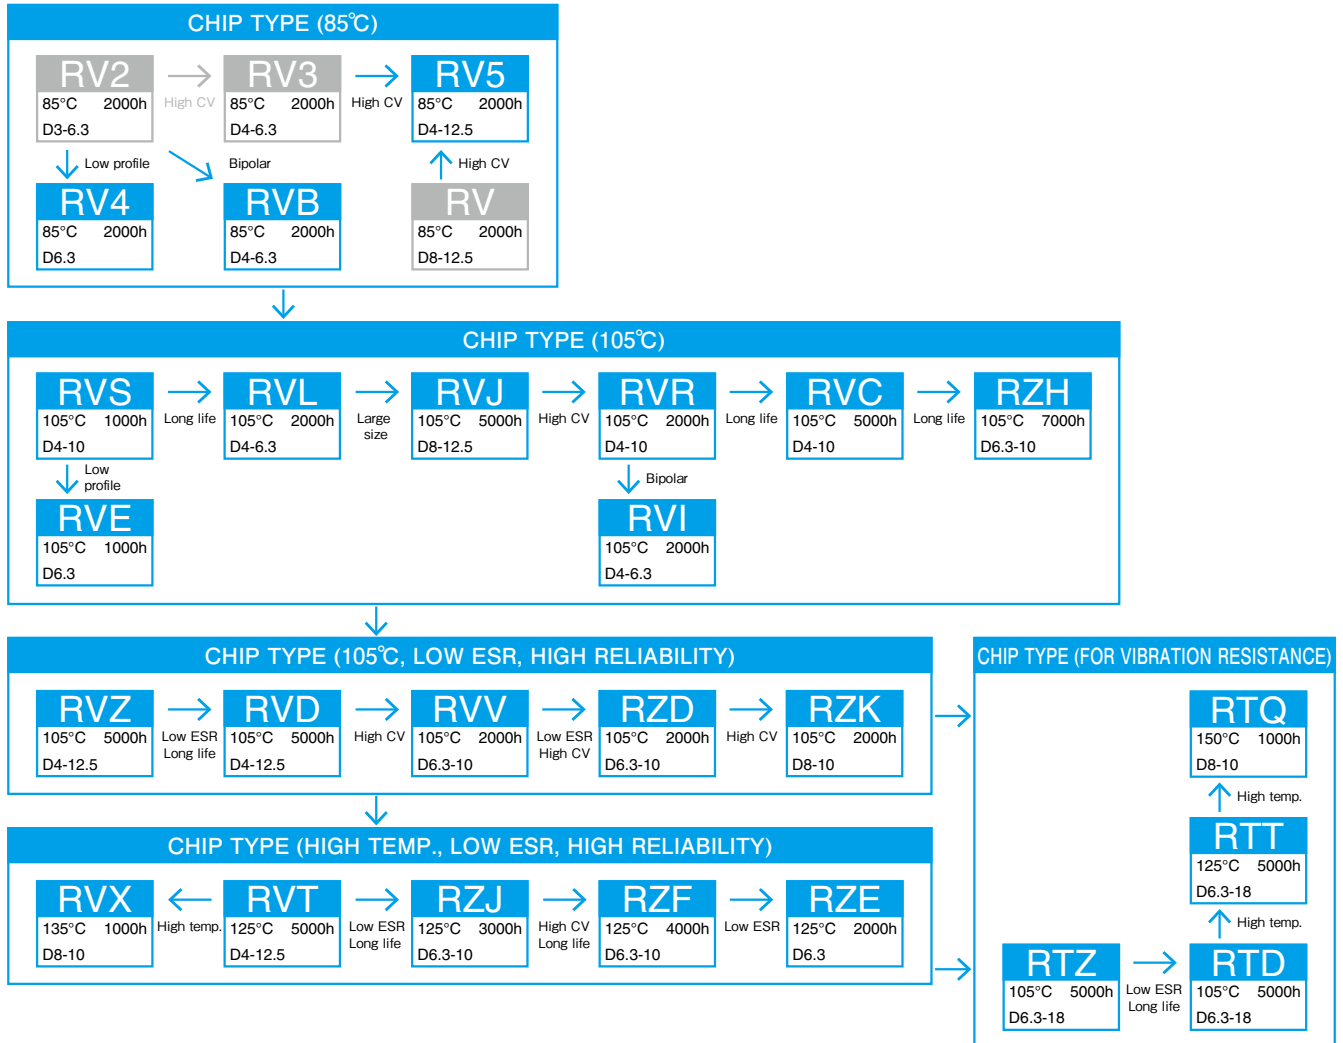 CHIP TYPE (85℃)
RV2
85°C 2000h
D3-6.3
High CV
RV3
85°C 2000h
D4-6.3
High CV
RV5
85°C 2000h
D4-12.5
Low profile
Bipolar
High CV
RV4
85°C 2000h
D6.3
RVB
85°C 2000h
D4-6.3
RV
85°C 2000h
D8-12.5
CHIP TYPE (105℃)
RVS
105°C 1000h
D4-10
Long life
RVL
105°C 2000h
D4-6.3
Large
size
RVJ
105°C 5000h
D8-12.5
High CV
RVR
105°C 2000h
D4-10
Long life
RVC
105°C 5000h
D4-10
Long life
RZH
105°C 7000h
D6.3-10
Low
profile
Bipolar
RVE
105°C 1000h
D6.3
RVI
105°C 2000h
D4-6.3
CHIP TYPE (105℃, LOW ESR, HIGH RELIABILITY)
RVZ
105°C 5000h
D4-12.5
Low ESR
Long life
RVD
105°C 5000h
D4-12.5
High CV
RVV
105°C 2000h
D6.3-10
Low ESR
High CV
RZD
105°C 2000h
D6.3-10
High CV
RZK
105°C 2000h
D8-10
CHIP TYPE (HIGH TEMP., LOW ESR, HIGH RELIABILITY)
RVX
135°C 1000h
D8-10
High temp.
RVT
125°C 5000h
D4-12.5
Low ESR
Long life
RZJ
125°C 3000h
D6.3-10
High CV
Long life
RZF
125°C 4000h
D6.3-10
Low ESR
RZE
125°C 2000h
D6.3
CHIP TYPE (FOR VIBRATION RESISTANCE)
RTQ
150°C 1000h
D8-10
High temp.
RTT
125°C 5000h
D6.3-18
High temp.
RTZ
105°C 5000h
D6.3-18
Low ESR
Long life
RTD
105°C 5000h
D6.3-18